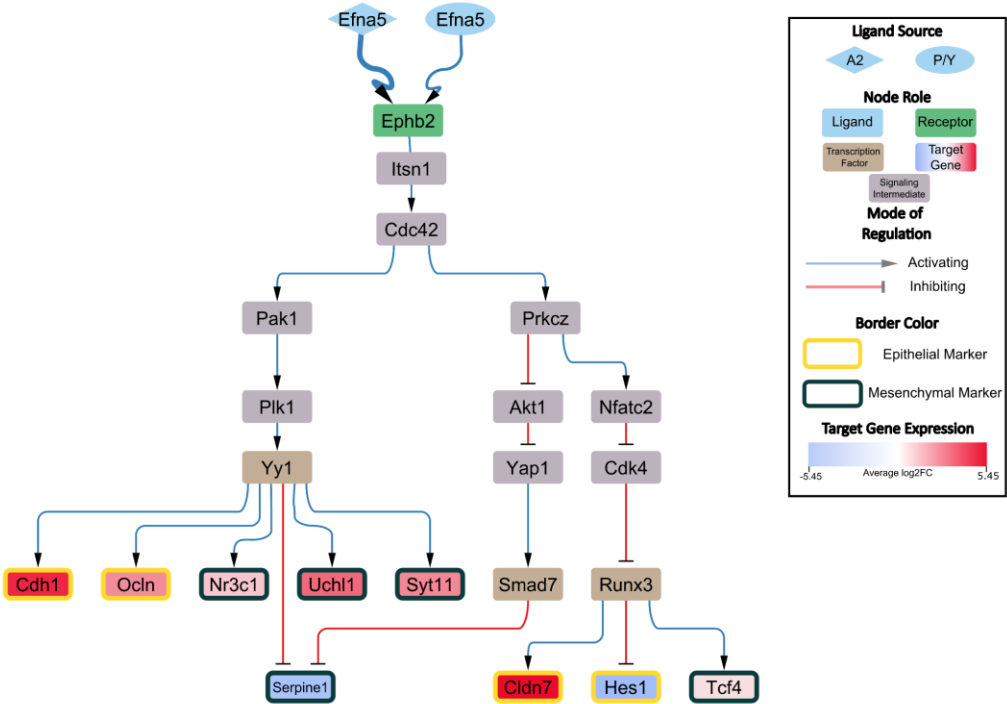 Efna5
Efna5
Ephb2
Itsn1
Cdc42
Pak1
Prkcz
Plk1
Akt1
Nfatc2
Yy1
Yap1
Cdk4
Cdh1
Ocln
Nr3c1
Uchl1
Syt11
Smad7
Runx3
Serpine1
Cldn7
Hes1
Tcf4
Ligand Source
A2
P/Y
Node Role
Ligand
Receptor
Transcription
Factor
Target
Gene
Signaling
Intermediate
Mode of
Regulation
Activating
Inhibiting
Border Color
Epithelial Marker
Mesenchymal Marker
Target Gene Expression
-5.45
Average log2FC
5.45